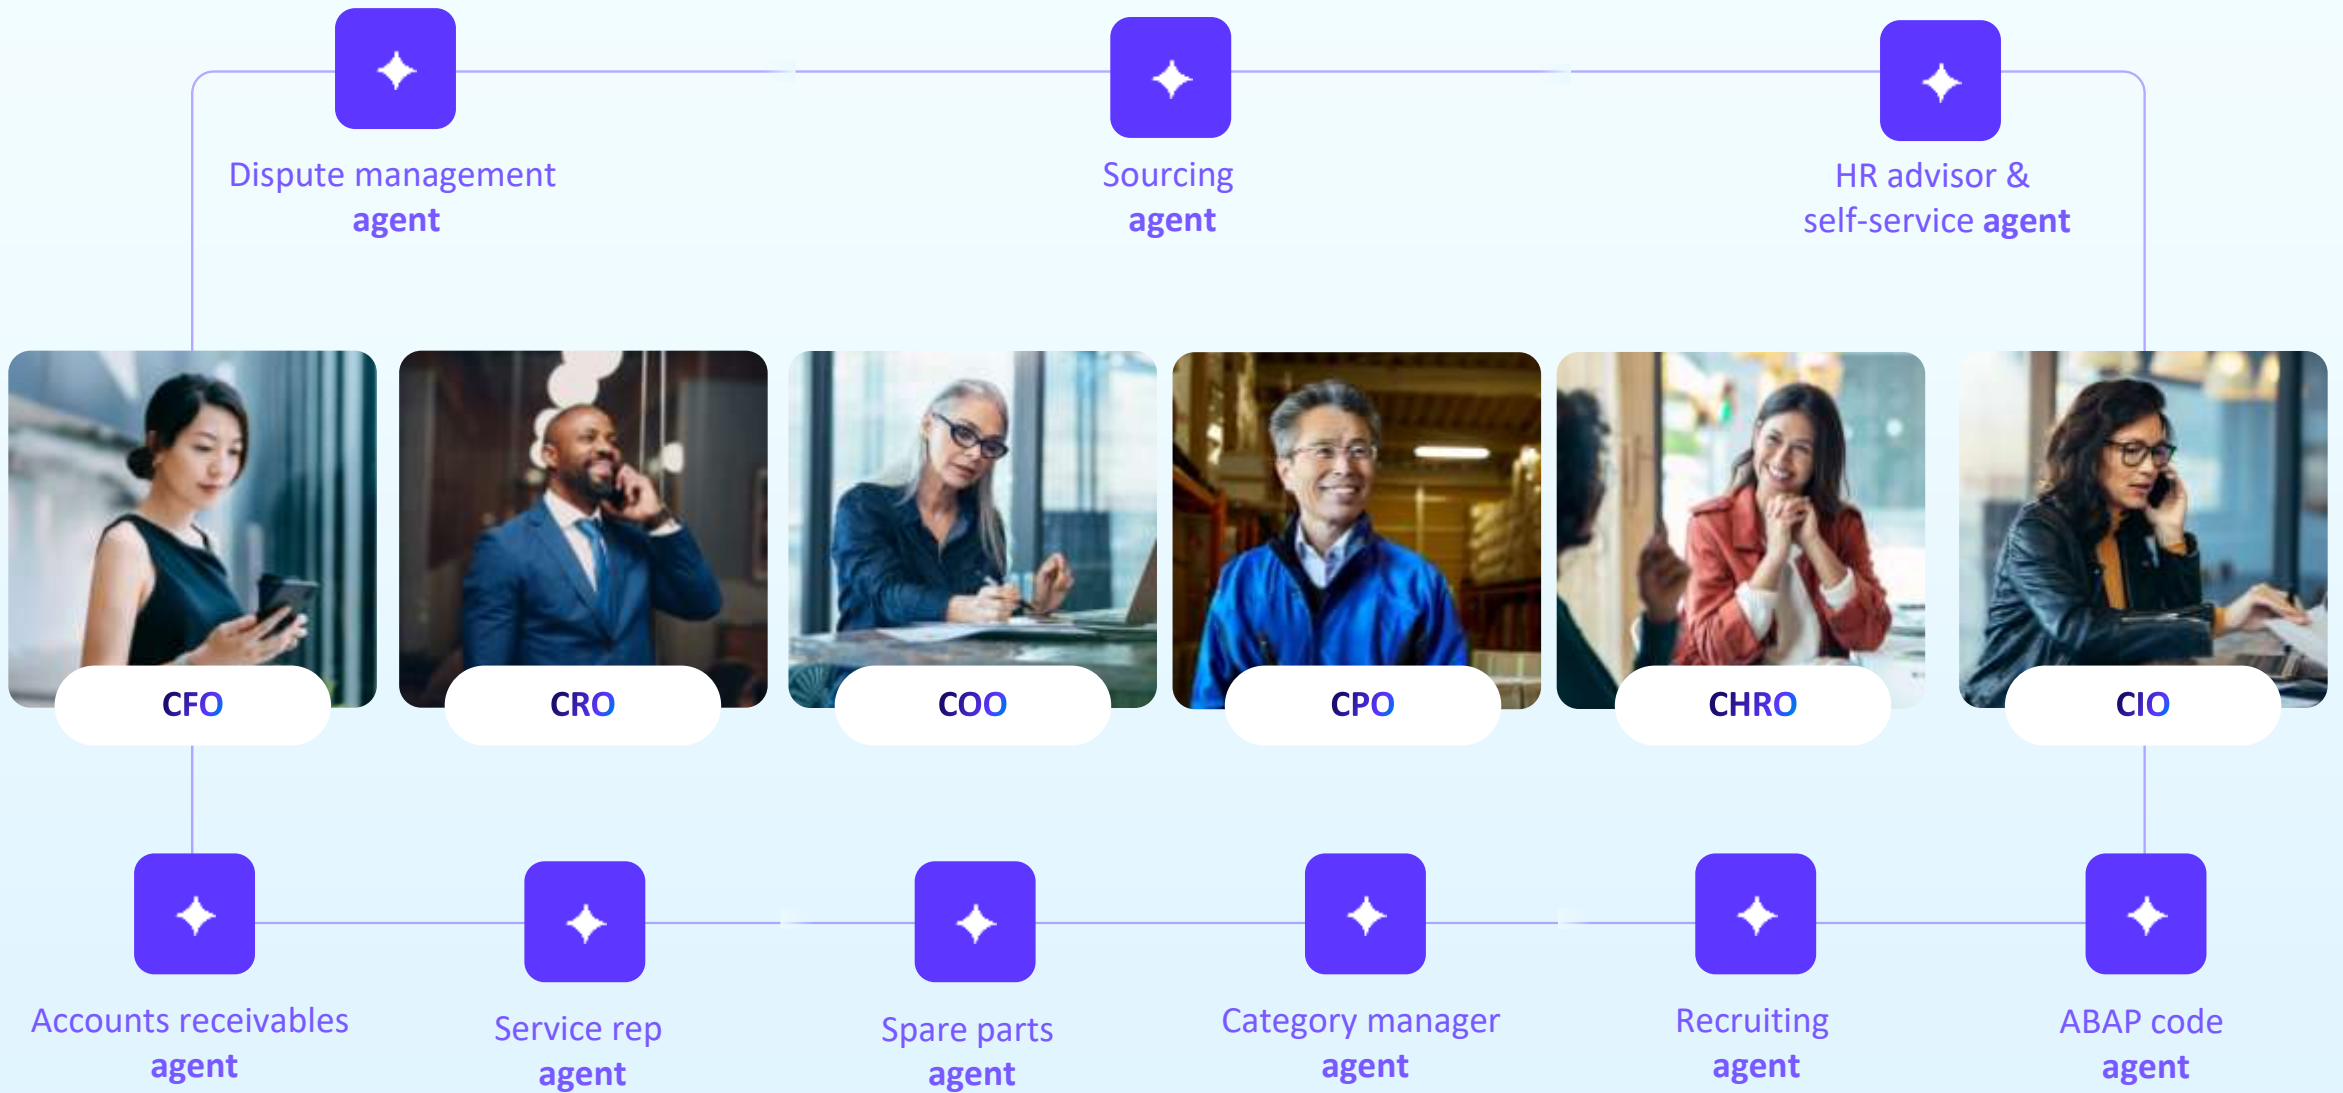 Dispute management
agent
Sourcing
agent
HR advisor &
self-service agent
CFO
CRO
COO
CPO
CHRO
CIO
Accounts receivables
agent
Service rep
agent
Spare parts
agent
Category manager
agent
Recruiting
agent
ABAP code
agent